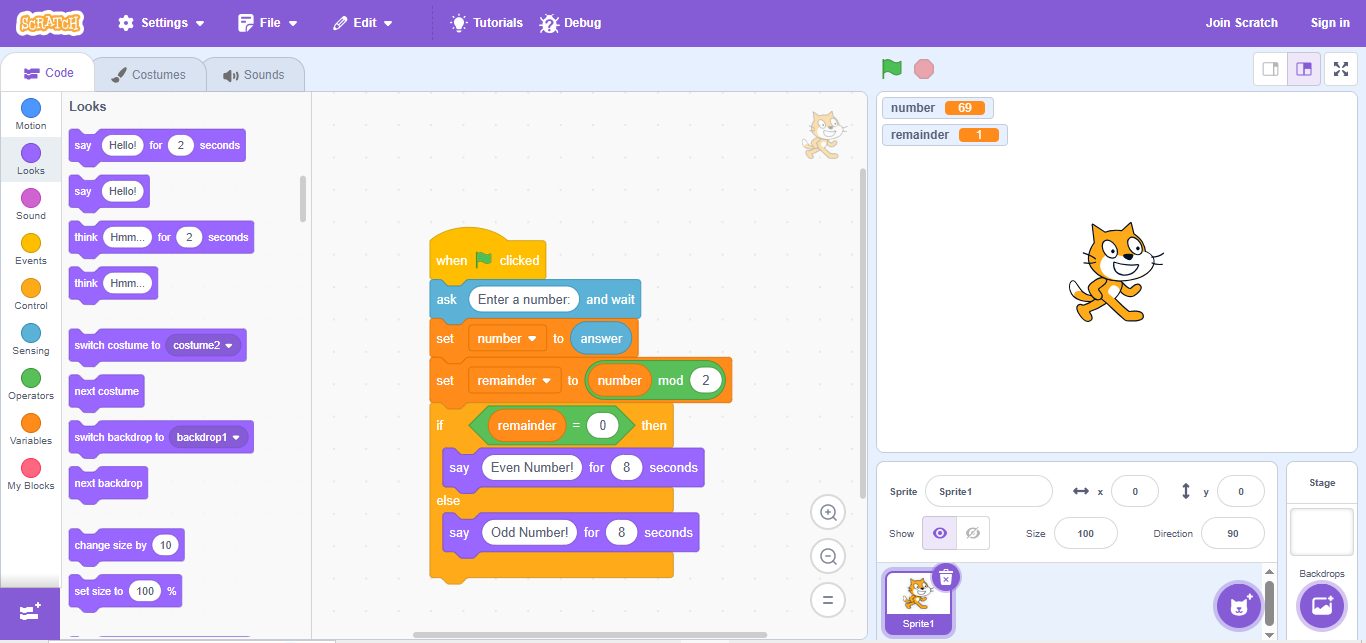 SCRATCH Settings File Edit Tutorials Debug Join Scratch Sign in
Code Costumes Sounds
Motion
Looks
Sound
Events
Control
Sensing
Operators
Variables
My Blocks
Looks
say Hello! for 2 seconds
say Hello!
think Hmm... for 2 seconds
think Hmm...
switch costume to costume2
next costume
switch backdrop to backdrop1
next backdrop
change size by 10
set size to 100 %
when clicked
ask Enter a number: and wait
set number to answer
set remainder to number mod 2
if remainder = 0 then
say Even Number! for 8 seconds
else
say Odd Number! for 8 seconds
number 69
remainder 1
Sprite Sprite1 x 0 y 0
Show Size 100 Direction 90
Sprite1
Stage
Backdrops